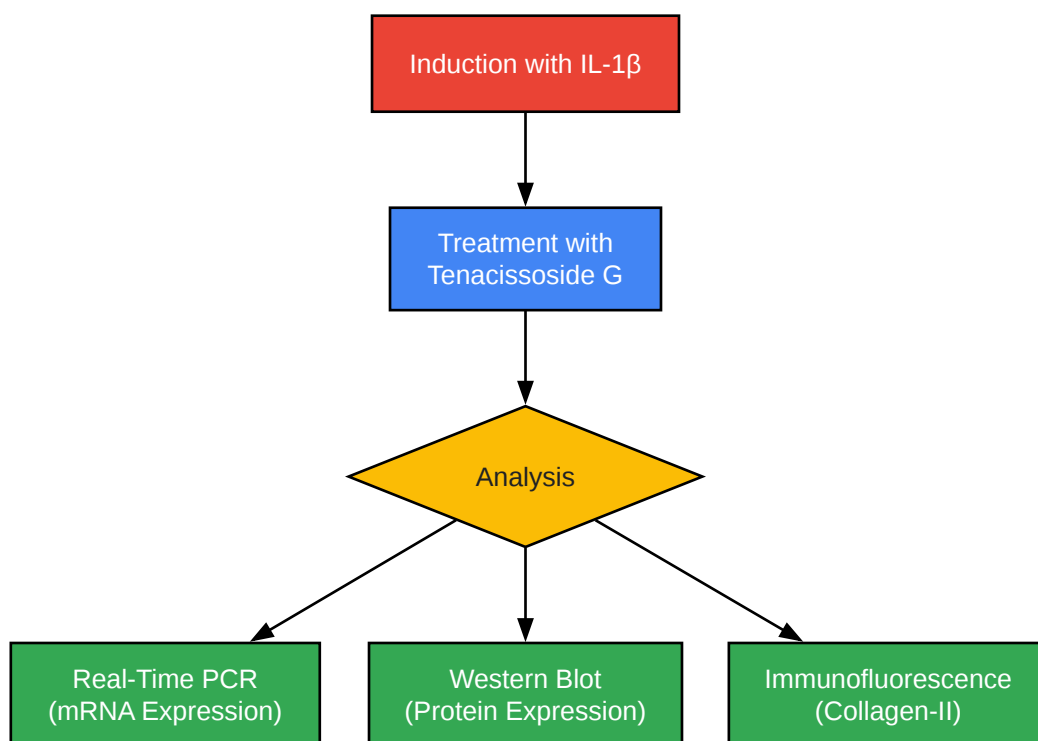 Induction with IL-1β
Treatment with
Tenacissoside G
Analysis
Real-Time PCR
(mRNA Expression)
Western Blot
(Protein Expression)
Immunofluorescence
(Collagen-II)